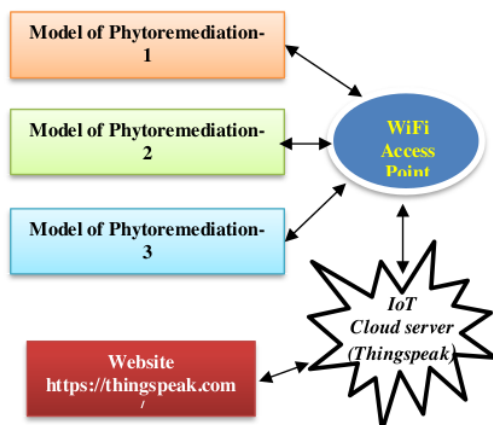 Model of Phytoremediation-
1
Model of Phytoremediation-
2
Model of Phytoremediation-
3
WiFi
Access
Point
IoT
Cloud server
(Thingspeak)
Website
https://thingspeak.com
/